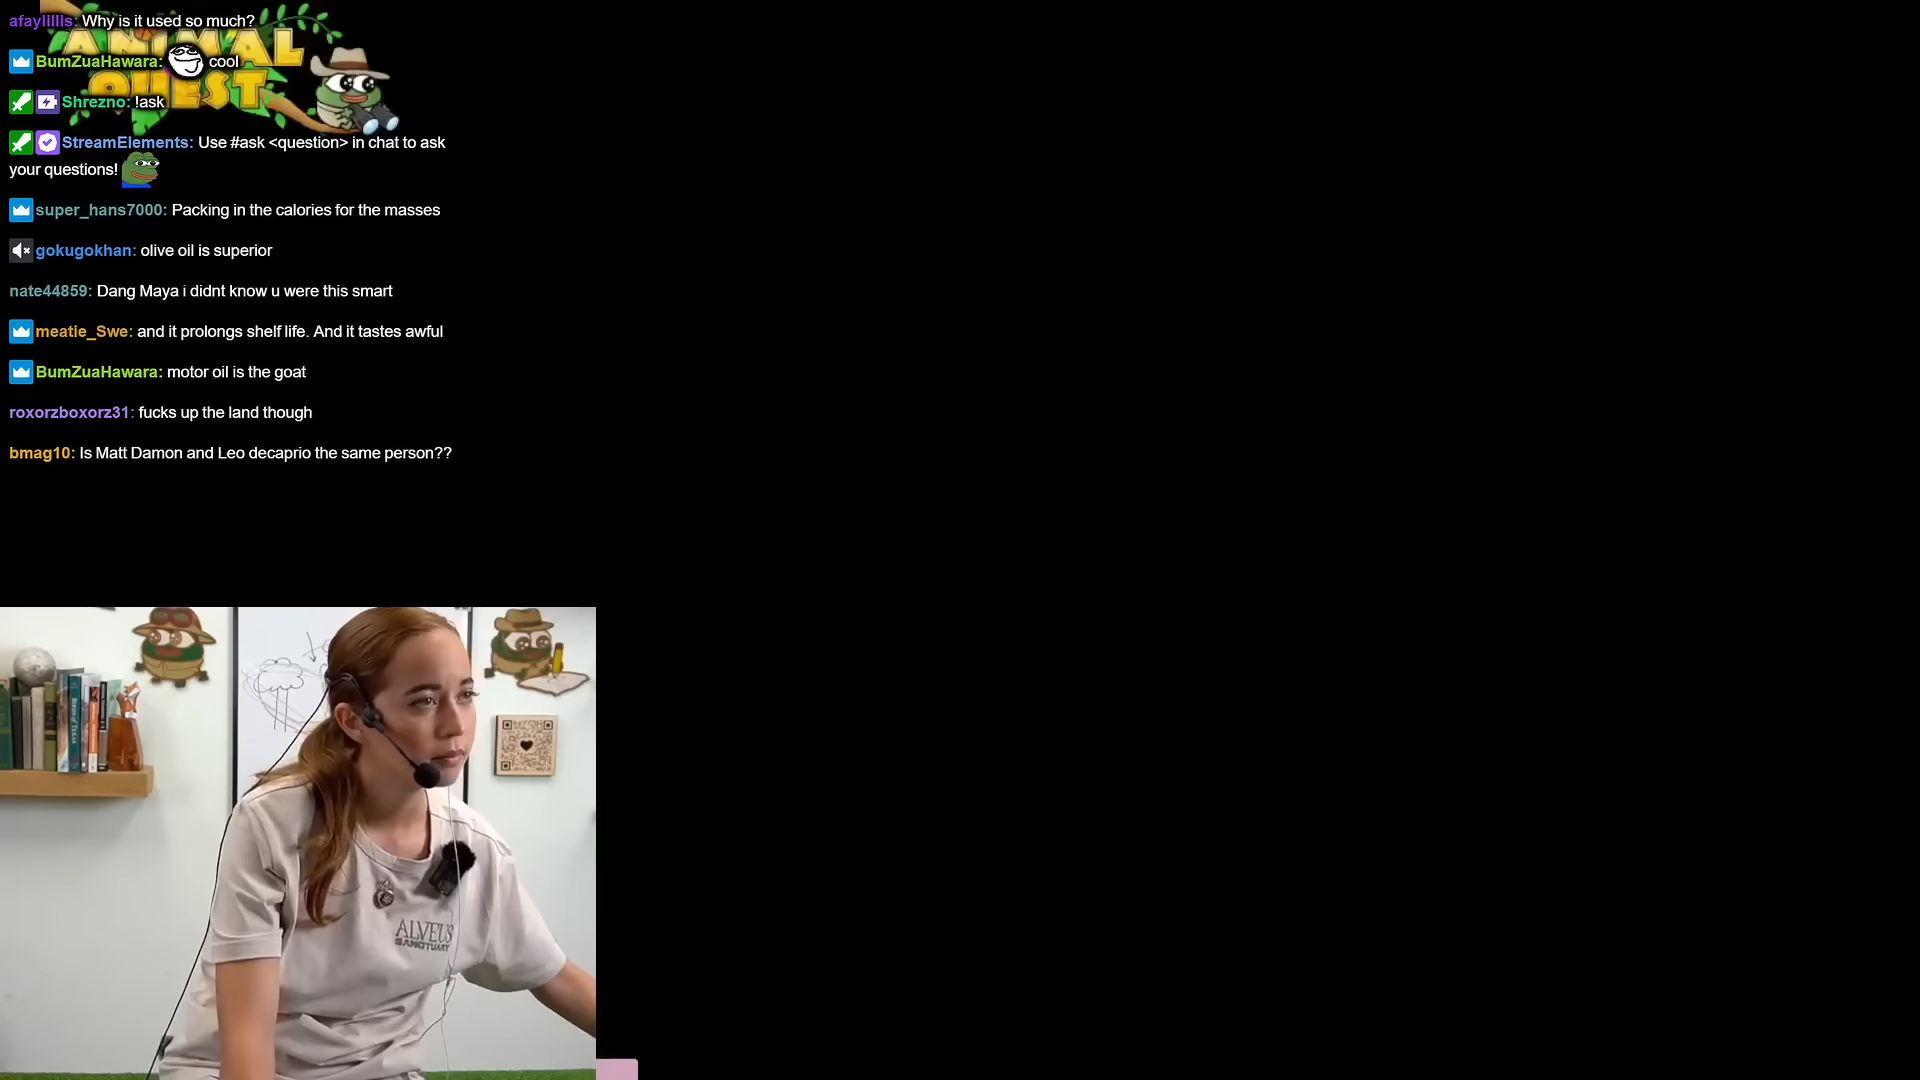 afaylillis: Why is it used so much?
ANIMAL
BumZuaHawara: cool
QUEST
Shrezno: !ask
StreamElements: Use #ask <question> in chat to ask
your questions!
super_hans7000: Packing in the calories for the masses
gokugokhan: olive oil is superior
nate44859: Dang Maya i didnt know u were this smart
meatie_Swe: and it prolongs shelf life. And it tastes awful
BumZuaHawara: motor oil is the goat
roxorzboxorz31: fucks up the land though
bmag10: Is Matt Damon and Leo decaprio the same person??
ALVEUS
SANCTUARY